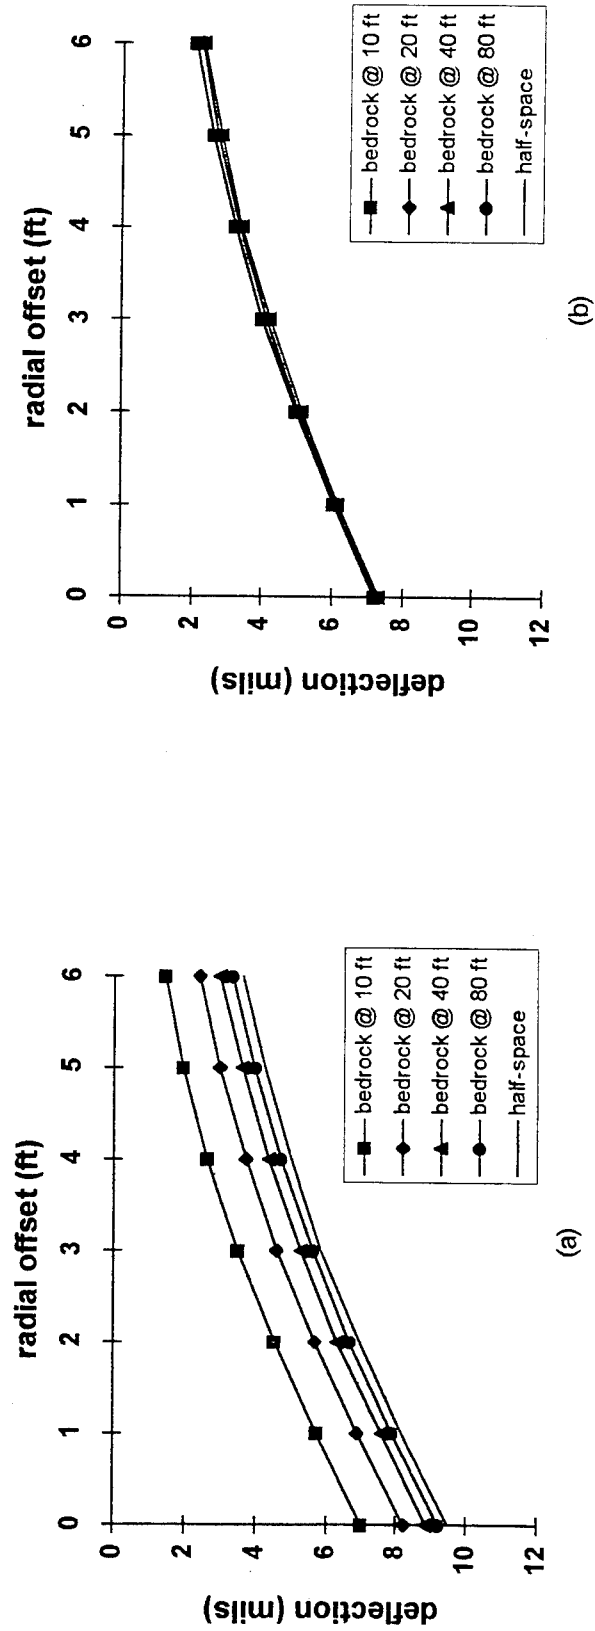 radial offset (ft)
0 1 2 3 4 5 6
0
2
4
6
8
10
12
deflection (mils)
bedrock @ 10 ft
bedrock @ 20 ft
bedrock @ 40 ft
bedrock @ 80 ft
half-space
(a)
radial offset (ft)
0 1 2 3 4 5 6
0
2
4
6
8
10
12
deflection (mils)
bedrock @ 10 ft
bedrock @ 20 ft
bedrock @ 40 ft
bedrock @ 80 ft
half-space
(b)